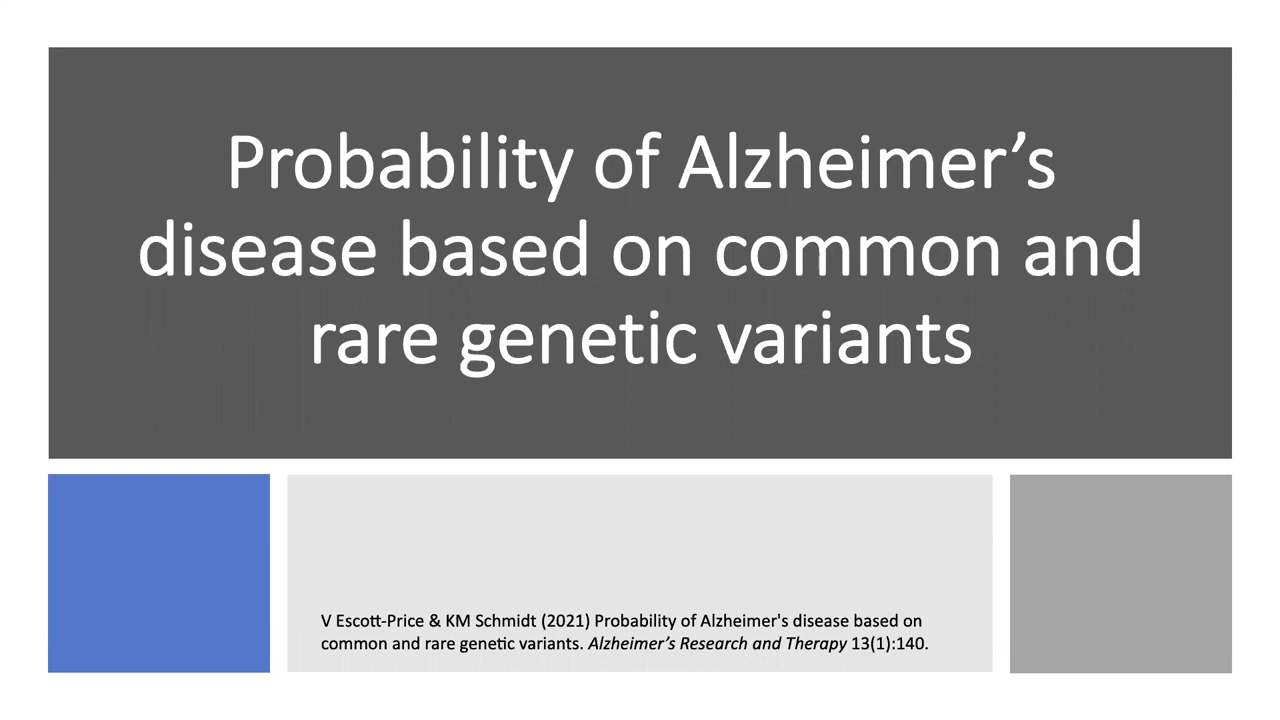 Probability of Alzheimer’s
disease based on common and
rare genetic variants
V Escott-Price & KM Schmidt (2021) Probability of Alzheimer's disease based on
common and rare genetic variants. Alzheimer’s Research and Therapy 13(1):140.